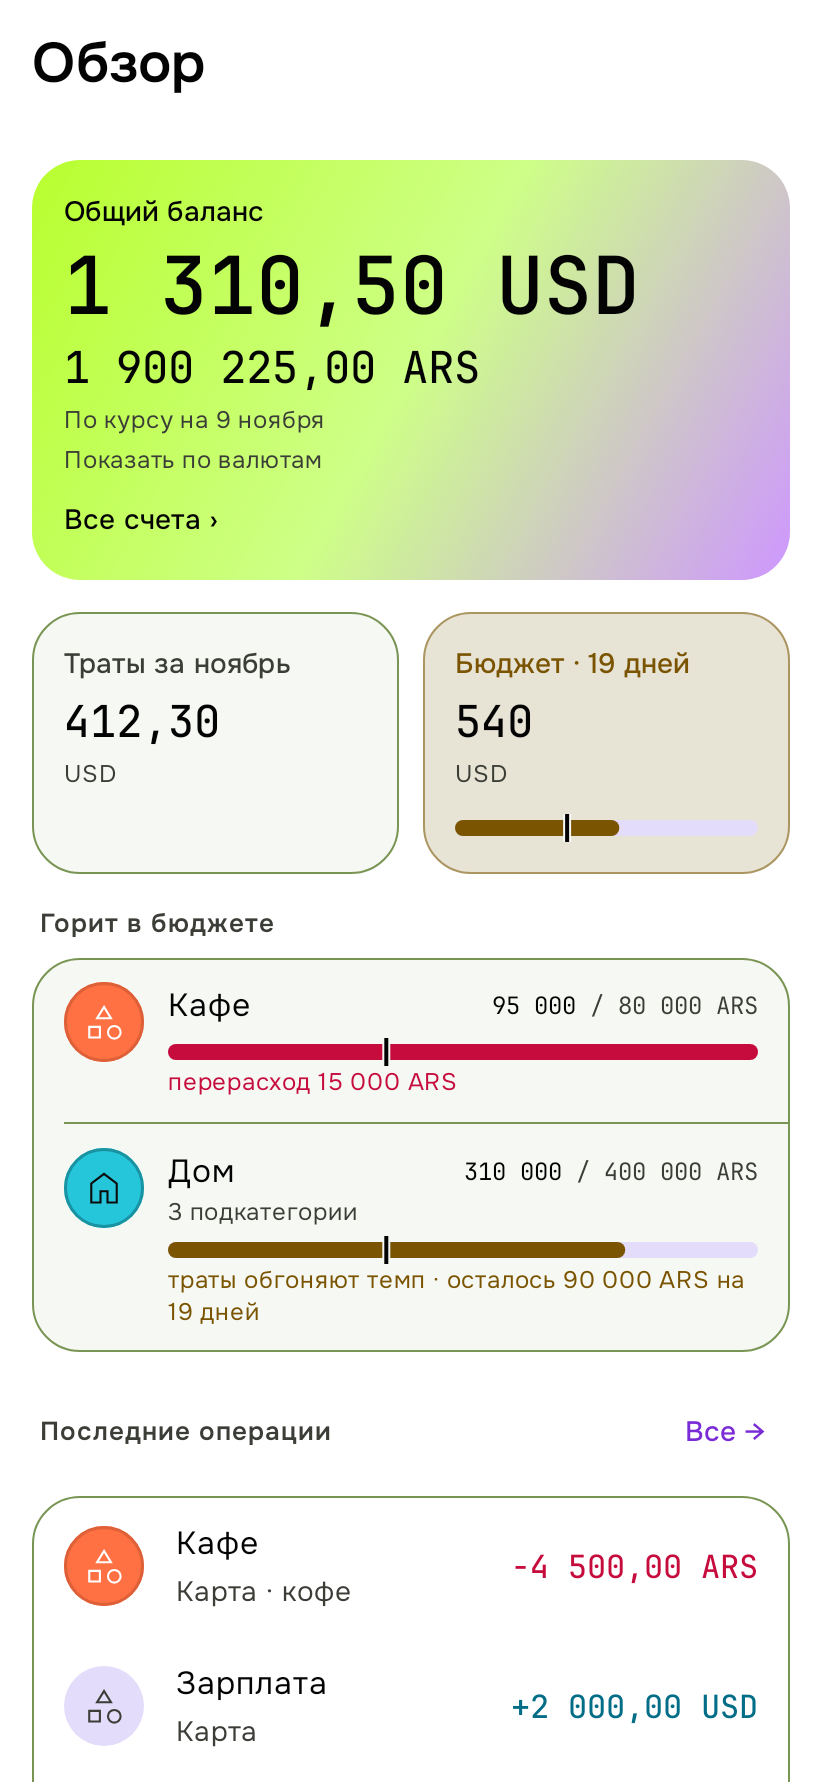 Обзор
Общий баланс
1 310,50 USD
1 900 225,00 ARS
По курсу на 9 ноября
Показать по валютам
Все счета ›
Траты за ноябрь
412,30
USD
Бюджет · 19 дней
540
USD
Горит в бюджете
Кафе
95 000 / 80 000 ARS
перерасход 15 000 ARS
Дом
310 000 / 400 000 ARS
3 подкатегории
траты обгоняют темп · осталось 90 000 ARS на
19 дней
Последние операции
Все →
Кафе
-4 500,00 ARS
Карта · кофе
Зарплата
+2 000,00 USD
Карта